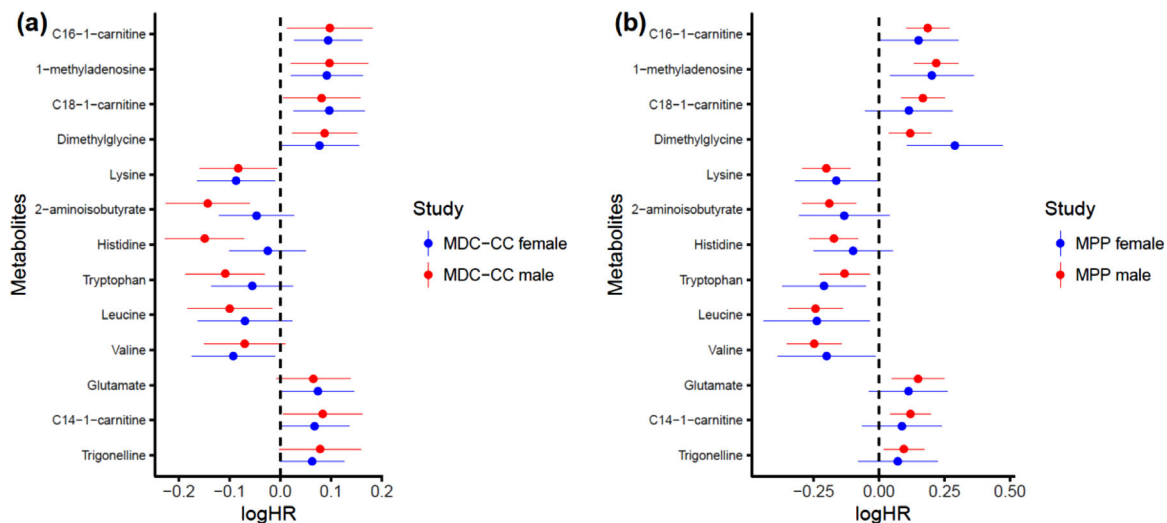 (a)
Metabolites
C16−1−carnitine
1−methyladenosine
C18−1−carnitine
Dimethylglycine
Lysine
2−aminoisobutyrate
Histidine
Tryptophan
Leucine
Valine
Glutamate
C14−1−carnitine
Trigonelline
−0.2 −0.1 0.0 0.1 0.2
logHR
Study
MDC−CC female
MDC−CC male
(b)
Metabolites
C16−1−carnitine
1−methyladenosine
C18−1−carnitine
Dimethylglycine
Lysine
2−aminoisobutyrate
Histidine
Tryptophan
Leucine
Valine
Glutamate
C14−1−carnitine
Trigonelline
−0.25 0.00 0.25 0.50
logHR
Study
MPP female
MPP male